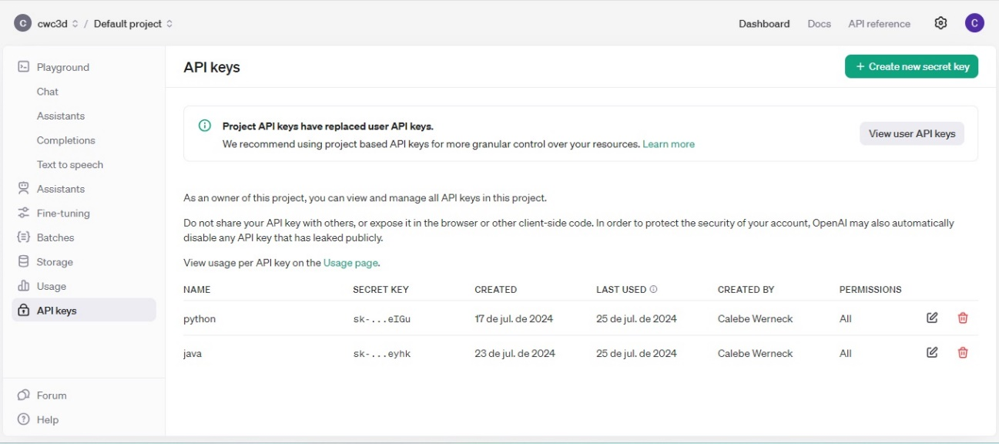 C cwc3d / Default project
Dashboard Docs API reference C
Playground
Chat
Assistants
Completions
Text to speech
Assistants
Fine-tuning
Batches
Storage
Usage
API keys
Forum
Help
API keys
+ Create new secret key
Project API keys have replaced user API keys.
We recommend using project based API keys for more granular control over your resources. Learn more
View user API keys
As an owner of this project, you can view and manage all API keys in this project.
Do not share your API key with others, or expose it in the browser or other client-side code. In order to protect the security of your account, OpenAI may also automatically
disable any API key that has leaked publicly.
View usage per API key on the Usage page.
NAME SECRET KEY CREATED LAST USED CREATED BY PERMISSIONS
python sk-...eIGu 17 de jul. de 2024 25 de jul. de 2024 Calebe Werneck All
java sk-...eyhk 23 de jul. de 2024 25 de jul. de 2024 Calebe Werneck All